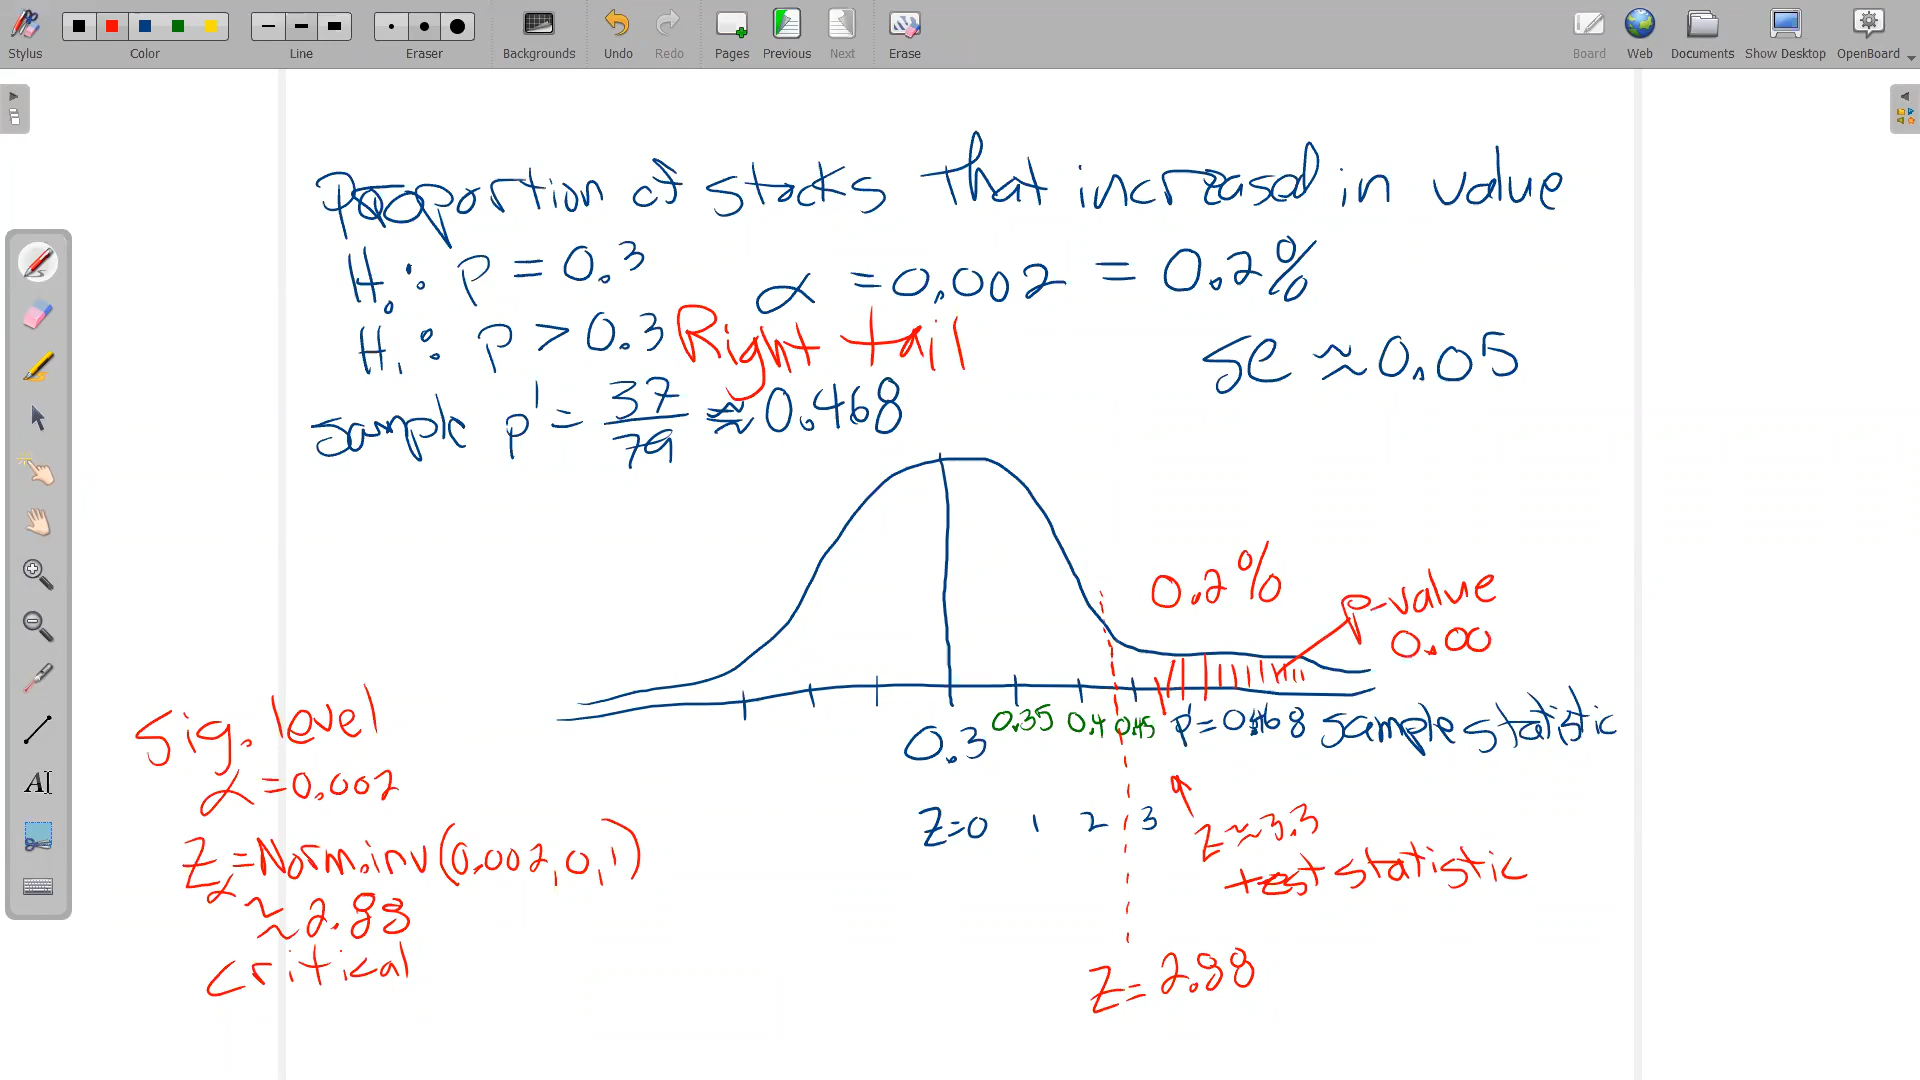 Stylus
Color
Line
Eraser
Backgrounds
Undo
Redo
Pages
Previous
Next
Erase
Board
Web
Documents
Show Desktop
OpenBoard
Proportion of stocks that increased in value
H₀: P = 0.3
α = 0.002 = 0.2%
H₁: P > 0.3 Right tail
se ≈ 0.05
sample p' = 37/79 ≈ 0.468
0.2%
p-value
0.00
0.3
0.35
0.4
0.45
p' = 0.468 sample statistic
Z=0 1 2 3
Z ≈ 3.3
test statistic
Z = 2.88
Sig. level
α = 0.002
Zα = Norm.inv(0.002, 0, 1)
≈ 2.88
critical
A